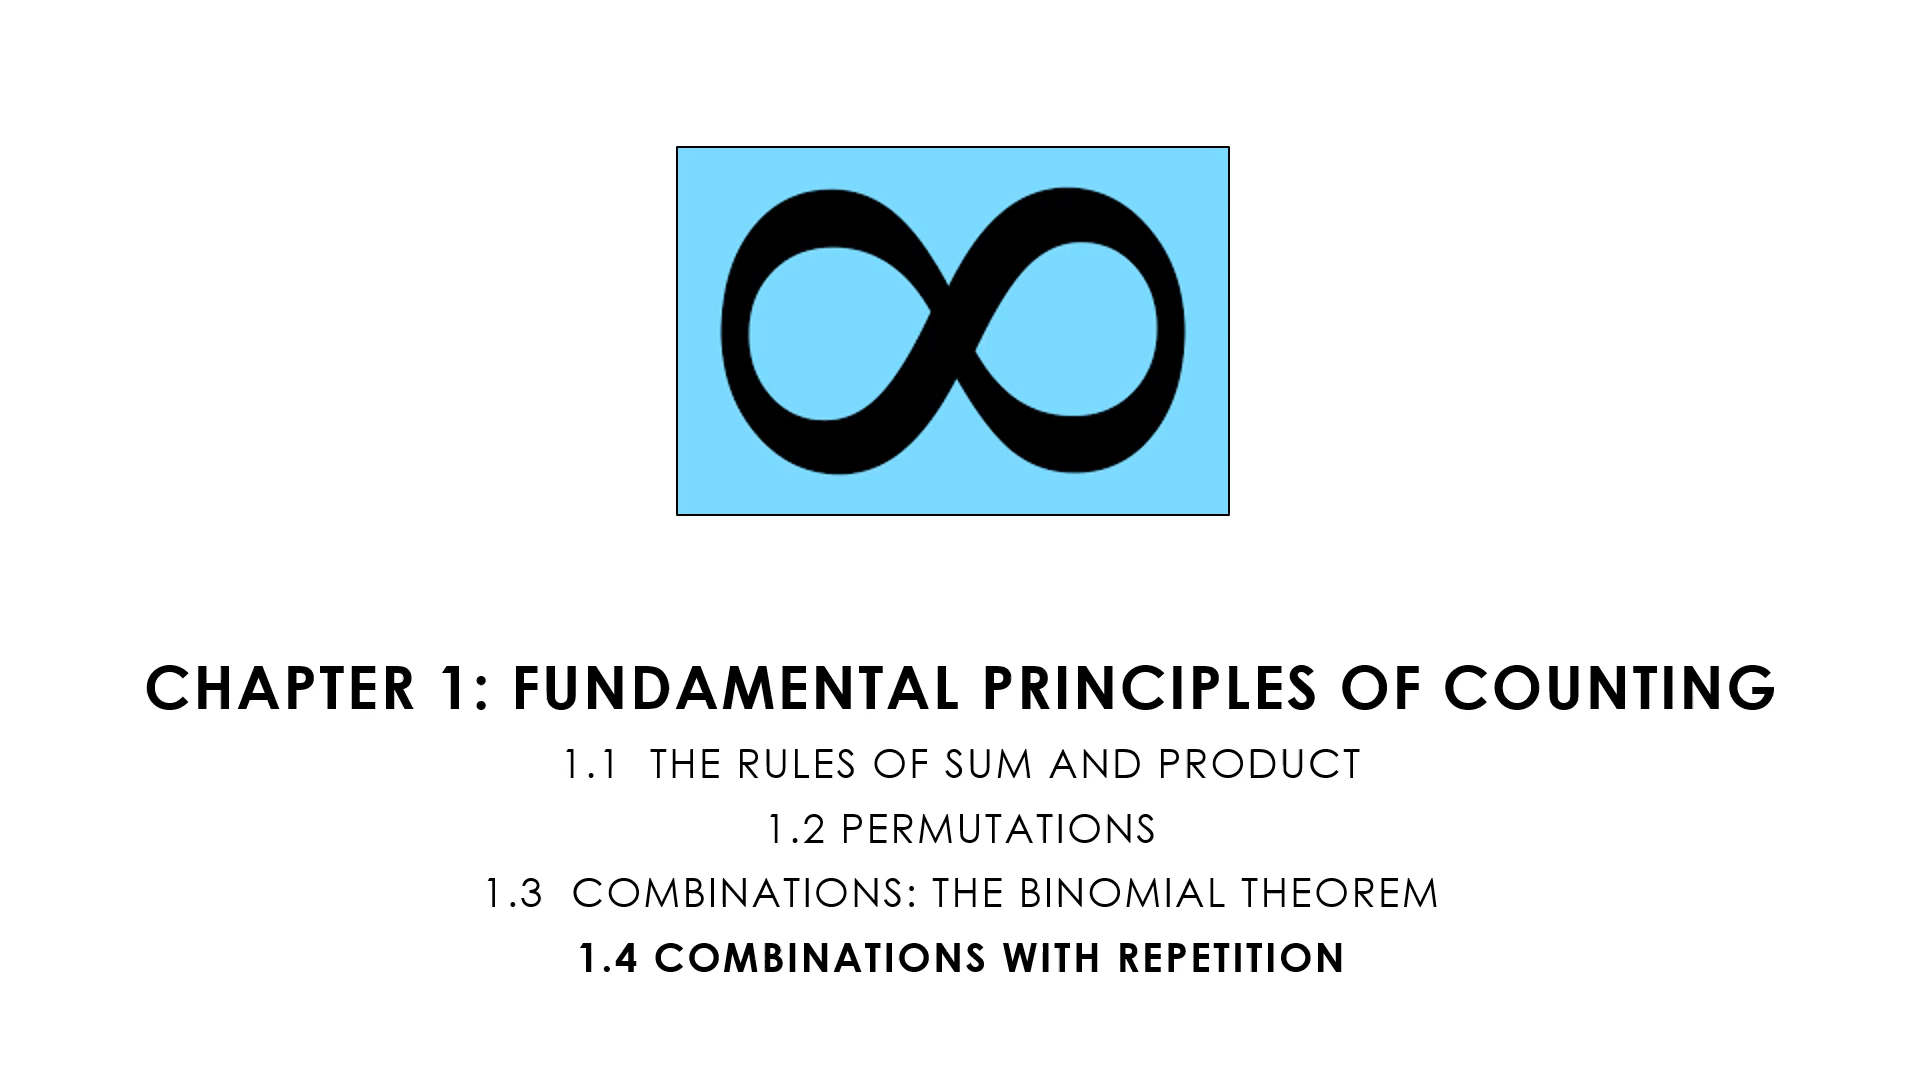 ∞
CHAPTER 1: FUNDAMENTAL PRINCIPLES OF COUNTING
1.1 THE RULES OF SUM AND PRODUCT
1.2 PERMUTATIONS
1.3 COMBINATIONS: THE BINOMIAL THEOREM
1.4 COMBINATIONS WITH REPETITION